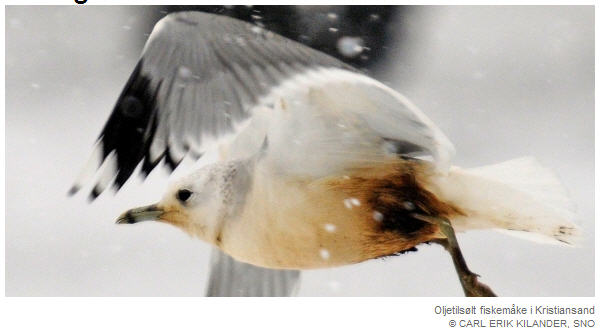 Oljetilsølt fiskemåke i Kristiansand
© CARL ERIK KILANDER, SNO